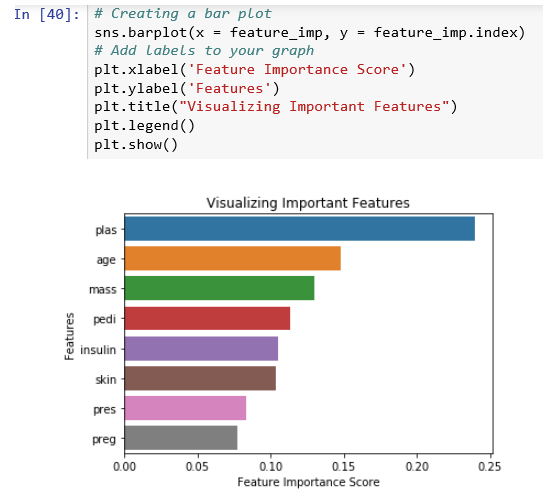 In [40]: # Creating a bar plot
sns.barplot(x = feature_imp, y = feature_imp.index)
# Add labels to your graph
plt.xlabel('Feature Importance Score')
plt.ylabel('Features')
plt.title("Visualizing Important Features")
plt.legend()
plt.show()
Visualizing Important Features
plas
age
mass
pedi
insulin
skin
pres
preg
Features
0.00 0.05 0.10 0.15 0.20 0.25
Feature Importance Score